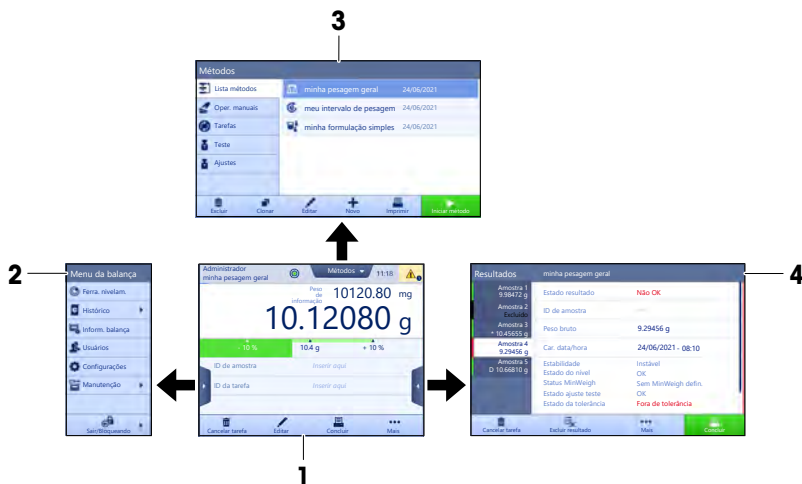 3
Métodos
Lista métodos
Oper. manuais
Tarefas
Teste
Ajustes
minha pesagem geral 24/06/2021
meu intervalo de pesagem 24/06/2021
minha formulação simples 24/06/2021
Excluir Clonar Editar Novo Imprimir Iniciar método
2
Menu da balança
Ferra. nivelam.
Histórico
Inform. balança
Usuários
Configurações
Manutenção
Sair/Bloqueando
Administrador
minha pesagem geral
Métodos
11:18
Peso
de
informação
10120.80 mg
10.12080 g
- 10 % 10.4 g + 10 %
ID de amostra Inserir aqui
ID da tarefa Inserir aqui
Cancelar tarefa Editar Concluir Mais
1
4
Resultados minha pesagem geral
Amostra 1
9.98472 g
Amostra 2
Excluído
Amostra 3
* 10.45655 g
Amostra 4
9.29456 g
Amostra 5
D 10.66810 g
Estado resultado Não OK
ID de amostra
Peso bruto 9.29456 g
Car. data/hora 24/06/2021 - 08:10
Estabilidade Instável
Estado do nível OK
Status MinWeigh Sem MinWeigh defin.
Estado ajuste teste OK
Estado da tolerância Fora de tolerância
Cancelar tarefa Excluir resultado Mais Concluir